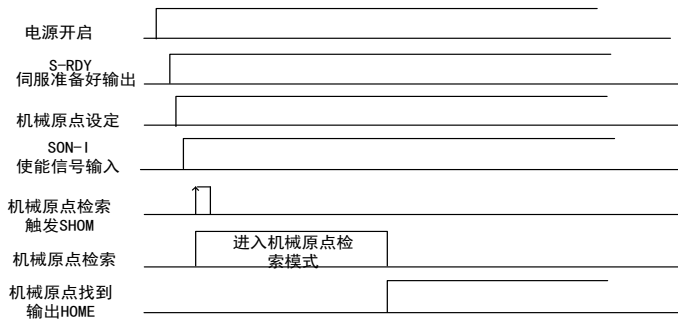 电源开启
S-RDY
伺服准备好输出
机械原点设定
SON-I
使能信号输入
机械原点检索
触发SHOM
机械原点检索
进入机械原点检
索模式
机械原点找到
输出HOME